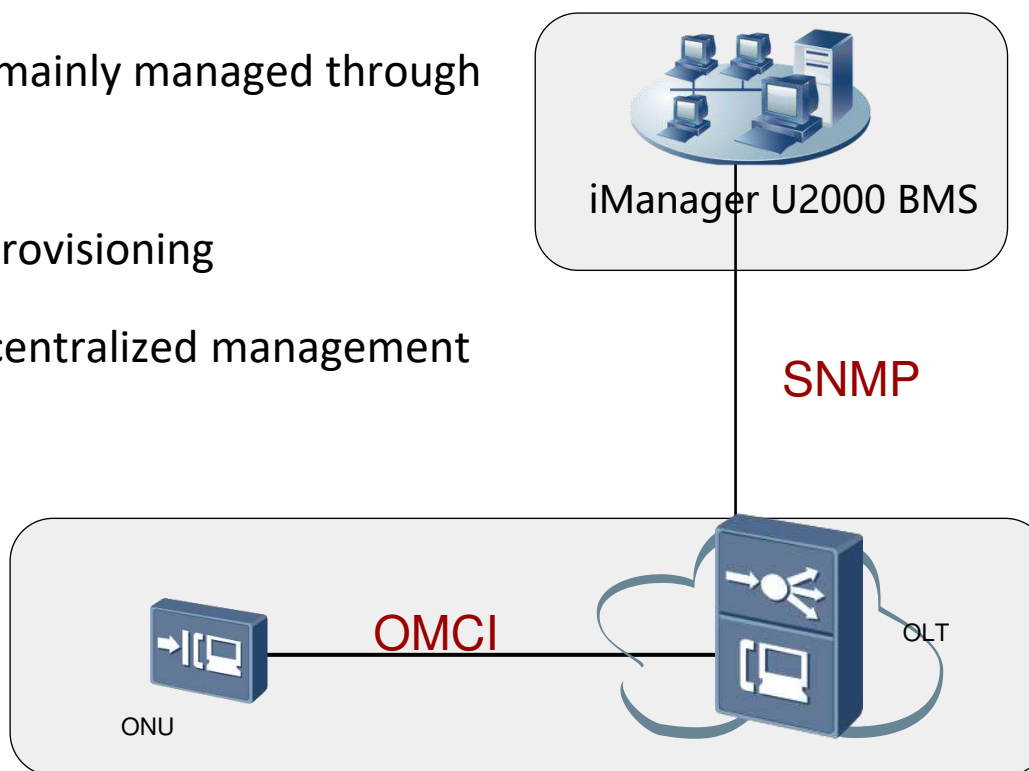 mainly managed through
iManager U2000 BMS
rovisioning
centralized management
SNMP
OMCI
OLT
ONU